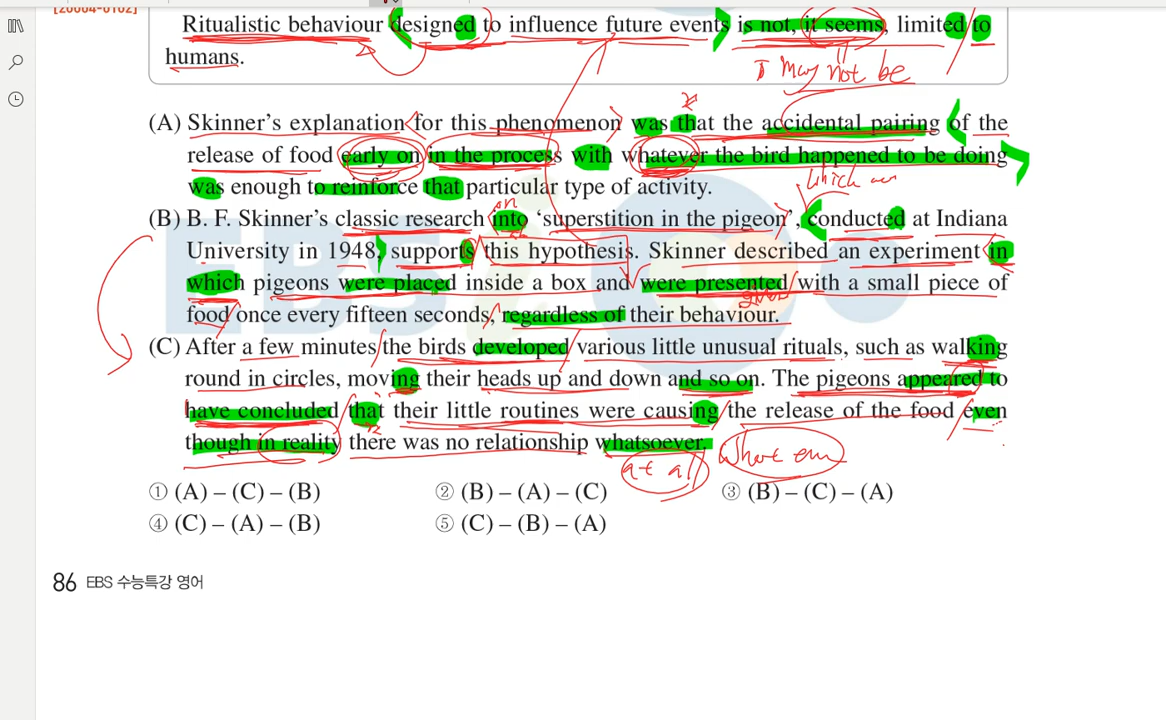 [20004-0102]
Ritualistic behaviour designed to influence future events is not, it seems, limited to
humans.
I may not be
(A) Skinner's explanation for this phenomenon was that the accidental pairing of the
release of food early on in the process with whatever the bird happened to be doing
which
was enough to reinforce that particular type of activity.
on
(B) B. F. Skinner's classic research into 'superstition in the pigeon', conducted at Indiana
University in 1948, supports this hypothesis. Skinner described an experiment in
which pigeons were placed inside a box and were presented with a small piece of
given
food once every fifteen seconds, regardless of their behaviour.
(C) After a few minutes the birds developed various little unusual rituals, such as walking
round in circles, moving their heads up and down and so on. The pigeons appeared to
have concluded that their little routines were causing the release of the food even
though in reality there was no relationship whatsoever.
at all
① (A) – (C) – (B) ② (B) – (A) – (C) ③ (B) – (C) – (A)
④ (C) – (A) – (B) ⑤ (C) – (B) – (A)
86 EBS 수능특강 영어